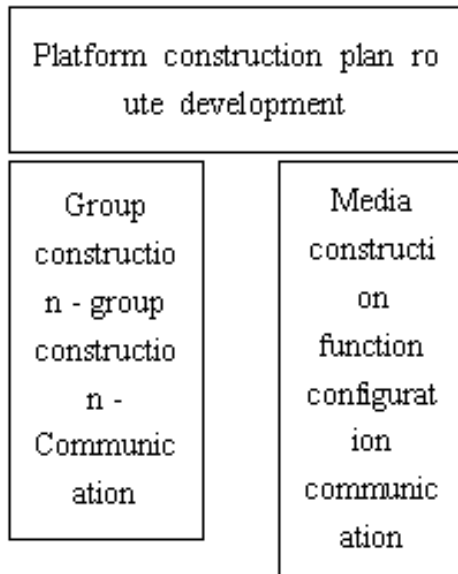 Platform construction plan ro
ute development
Group
constructio
n - group
constructio
n -
Communic
ation
Media
constructi
on
function
configurat
ion
communic
ation